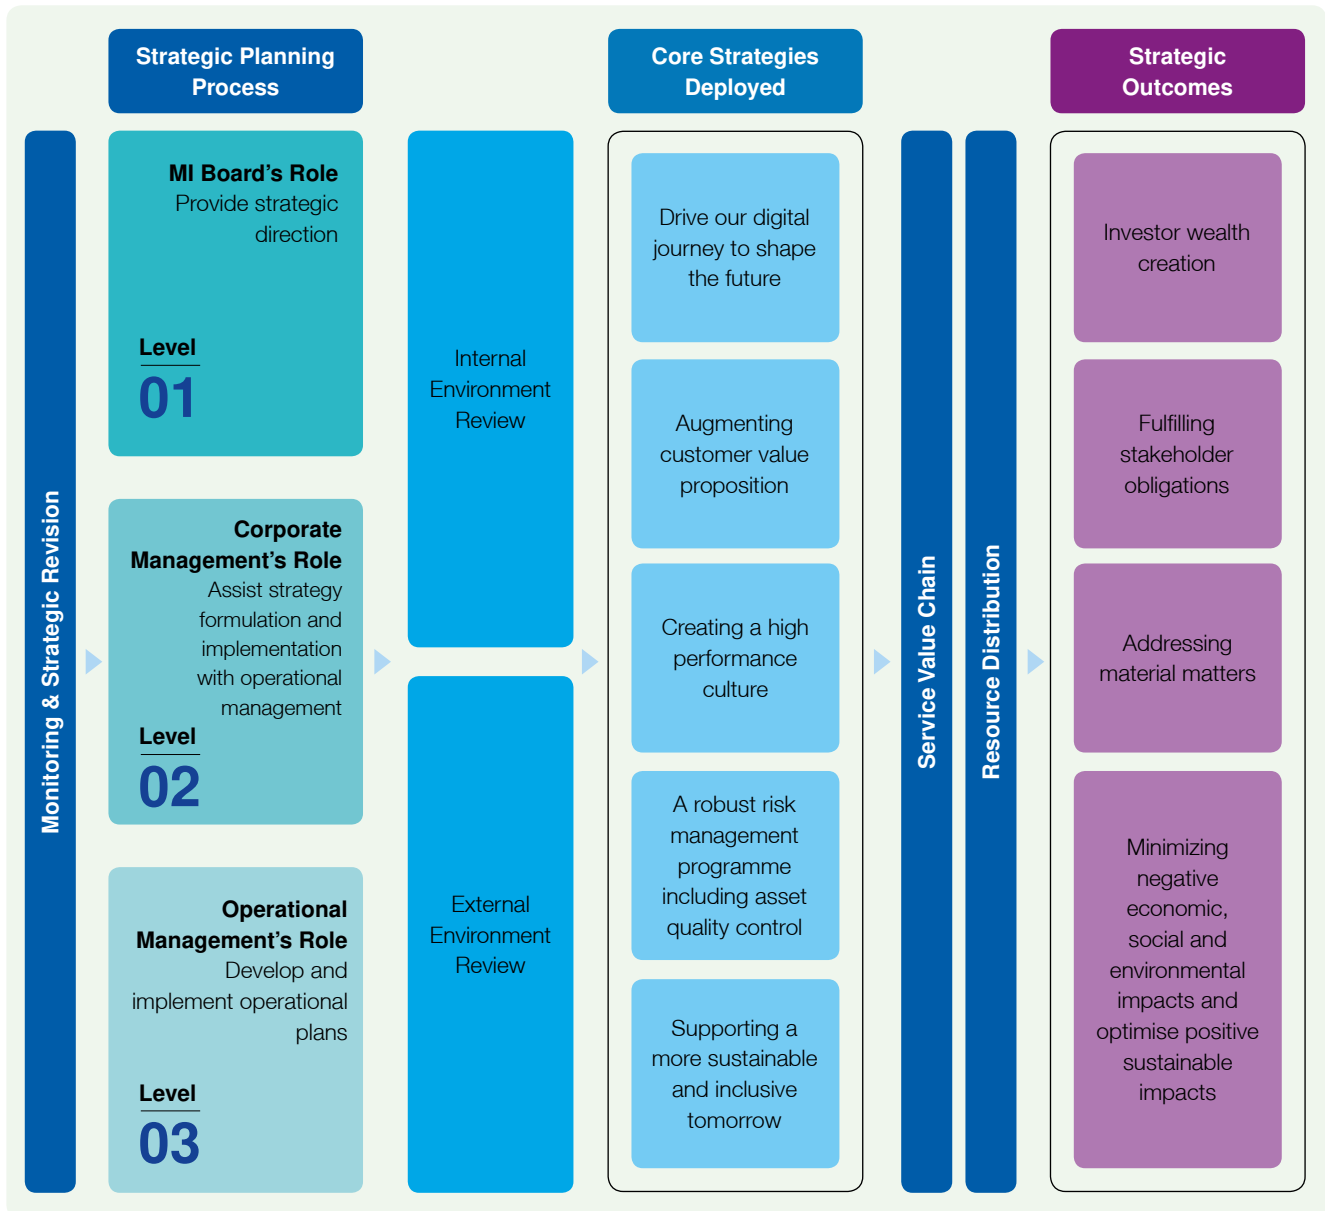 Strategic Planning
Process
Core Strategies
Deployed
Strategic
Outcomes
Monitoring & Strategic Revision
MI Board’s Role
Provide strategic
direction
Level
01
Corporate
Management’s Role
Assist strategy
formulation and
implementation
with operational
management
Level
02
Operational
Management’s Role
Develop and
implement operational
plans
Level
03
Internal
Environment
Review
External
Environment
Review
Drive our digital
journey to shape
the future
Augmenting
customer value
proposition
Creating a high
performance
culture
A robust risk
management
programme
including asset
quality control
Supporting a
more sustainable
and inclusive
tomorrow
Service Value Chain
Resource Distribution
Investor wealth
creation
Fulfilling
stakeholder
obligations
Addressing
material matters
Minimizing
negative
economic,
social and
environmental
impacts and
optimise positive
sustainable
impacts